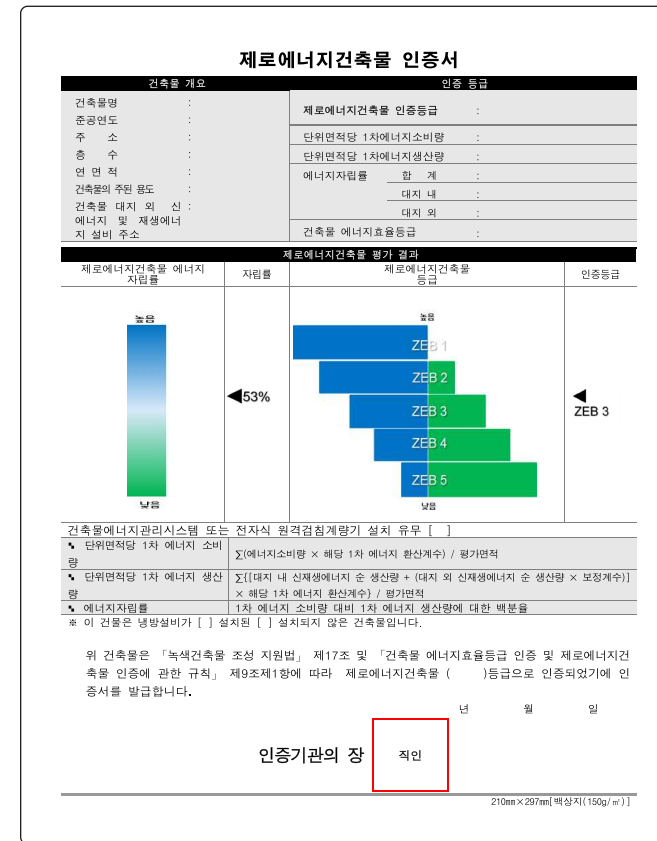 제로에너지건축물 인증서
건축물 개요
인증 등급
건축물명 :
준공연도 :
주 소 :
층 수 :
연 면 적 :
건축물의 주된 용도 :
건축물 대지 외 신 :
에너지 및 재생에너
지 설비 주소
제로에너지건축물 인증등급 :
단위면적당 1차에너지소비량 :
단위면적당 1차에너지생산량 :
에너지자립률 합 계 :
대지 내 :
대지 외 :
건축물 에너지효율등급 :
제로에너지건축물 평가 결과
제로에너지건축물 에너지
자립률
자립률
제로에너지건축물
등급
인증등급
높음
낮음
◀53%
높음
ZEB 1
ZEB 2
ZEB 3
ZEB 4
ZEB 5
낮음
◀
ZEB 3
건축물에너지관리시스템 또는 전자식 원격검침계량기 설치 유무 [ ]
▚ 단위면적당 1차 에너지 소비
량
∑(에너지소비량 × 해당 1차 에너지 환산계수) / 평가면적
▚ 단위면적당 1차 에너지 생산
량
∑{[대지 내 신재생에너지 순 생산량 + (대지 외 신재생에너지 순 생산량 × 보정계수)]
× 해당 1차 에너지 환산계수} / 평가면적
▚ 에너지자립률
1차 에너지 소비량 대비 1차 에너지 생산량에 대한 백분율
※ 이 건물은 냉방설비가 [ ] 설치된 [ ] 설치되지 않은 건축물입니다.
위 건축물은 「녹색건축물 조성 지원법」 제17조 및 「건축물 에너지효율등급 인증 및 제로에너지건
축물 인증에 관한 규칙」 제9조제1항에 따라 제로에너지건축물 ( )등급으로 인증되었기에 인
증서를 발급합니다.
년 월 일
인증기관의 장 직인
210㎜×297㎜[백상지(150g/㎡)]